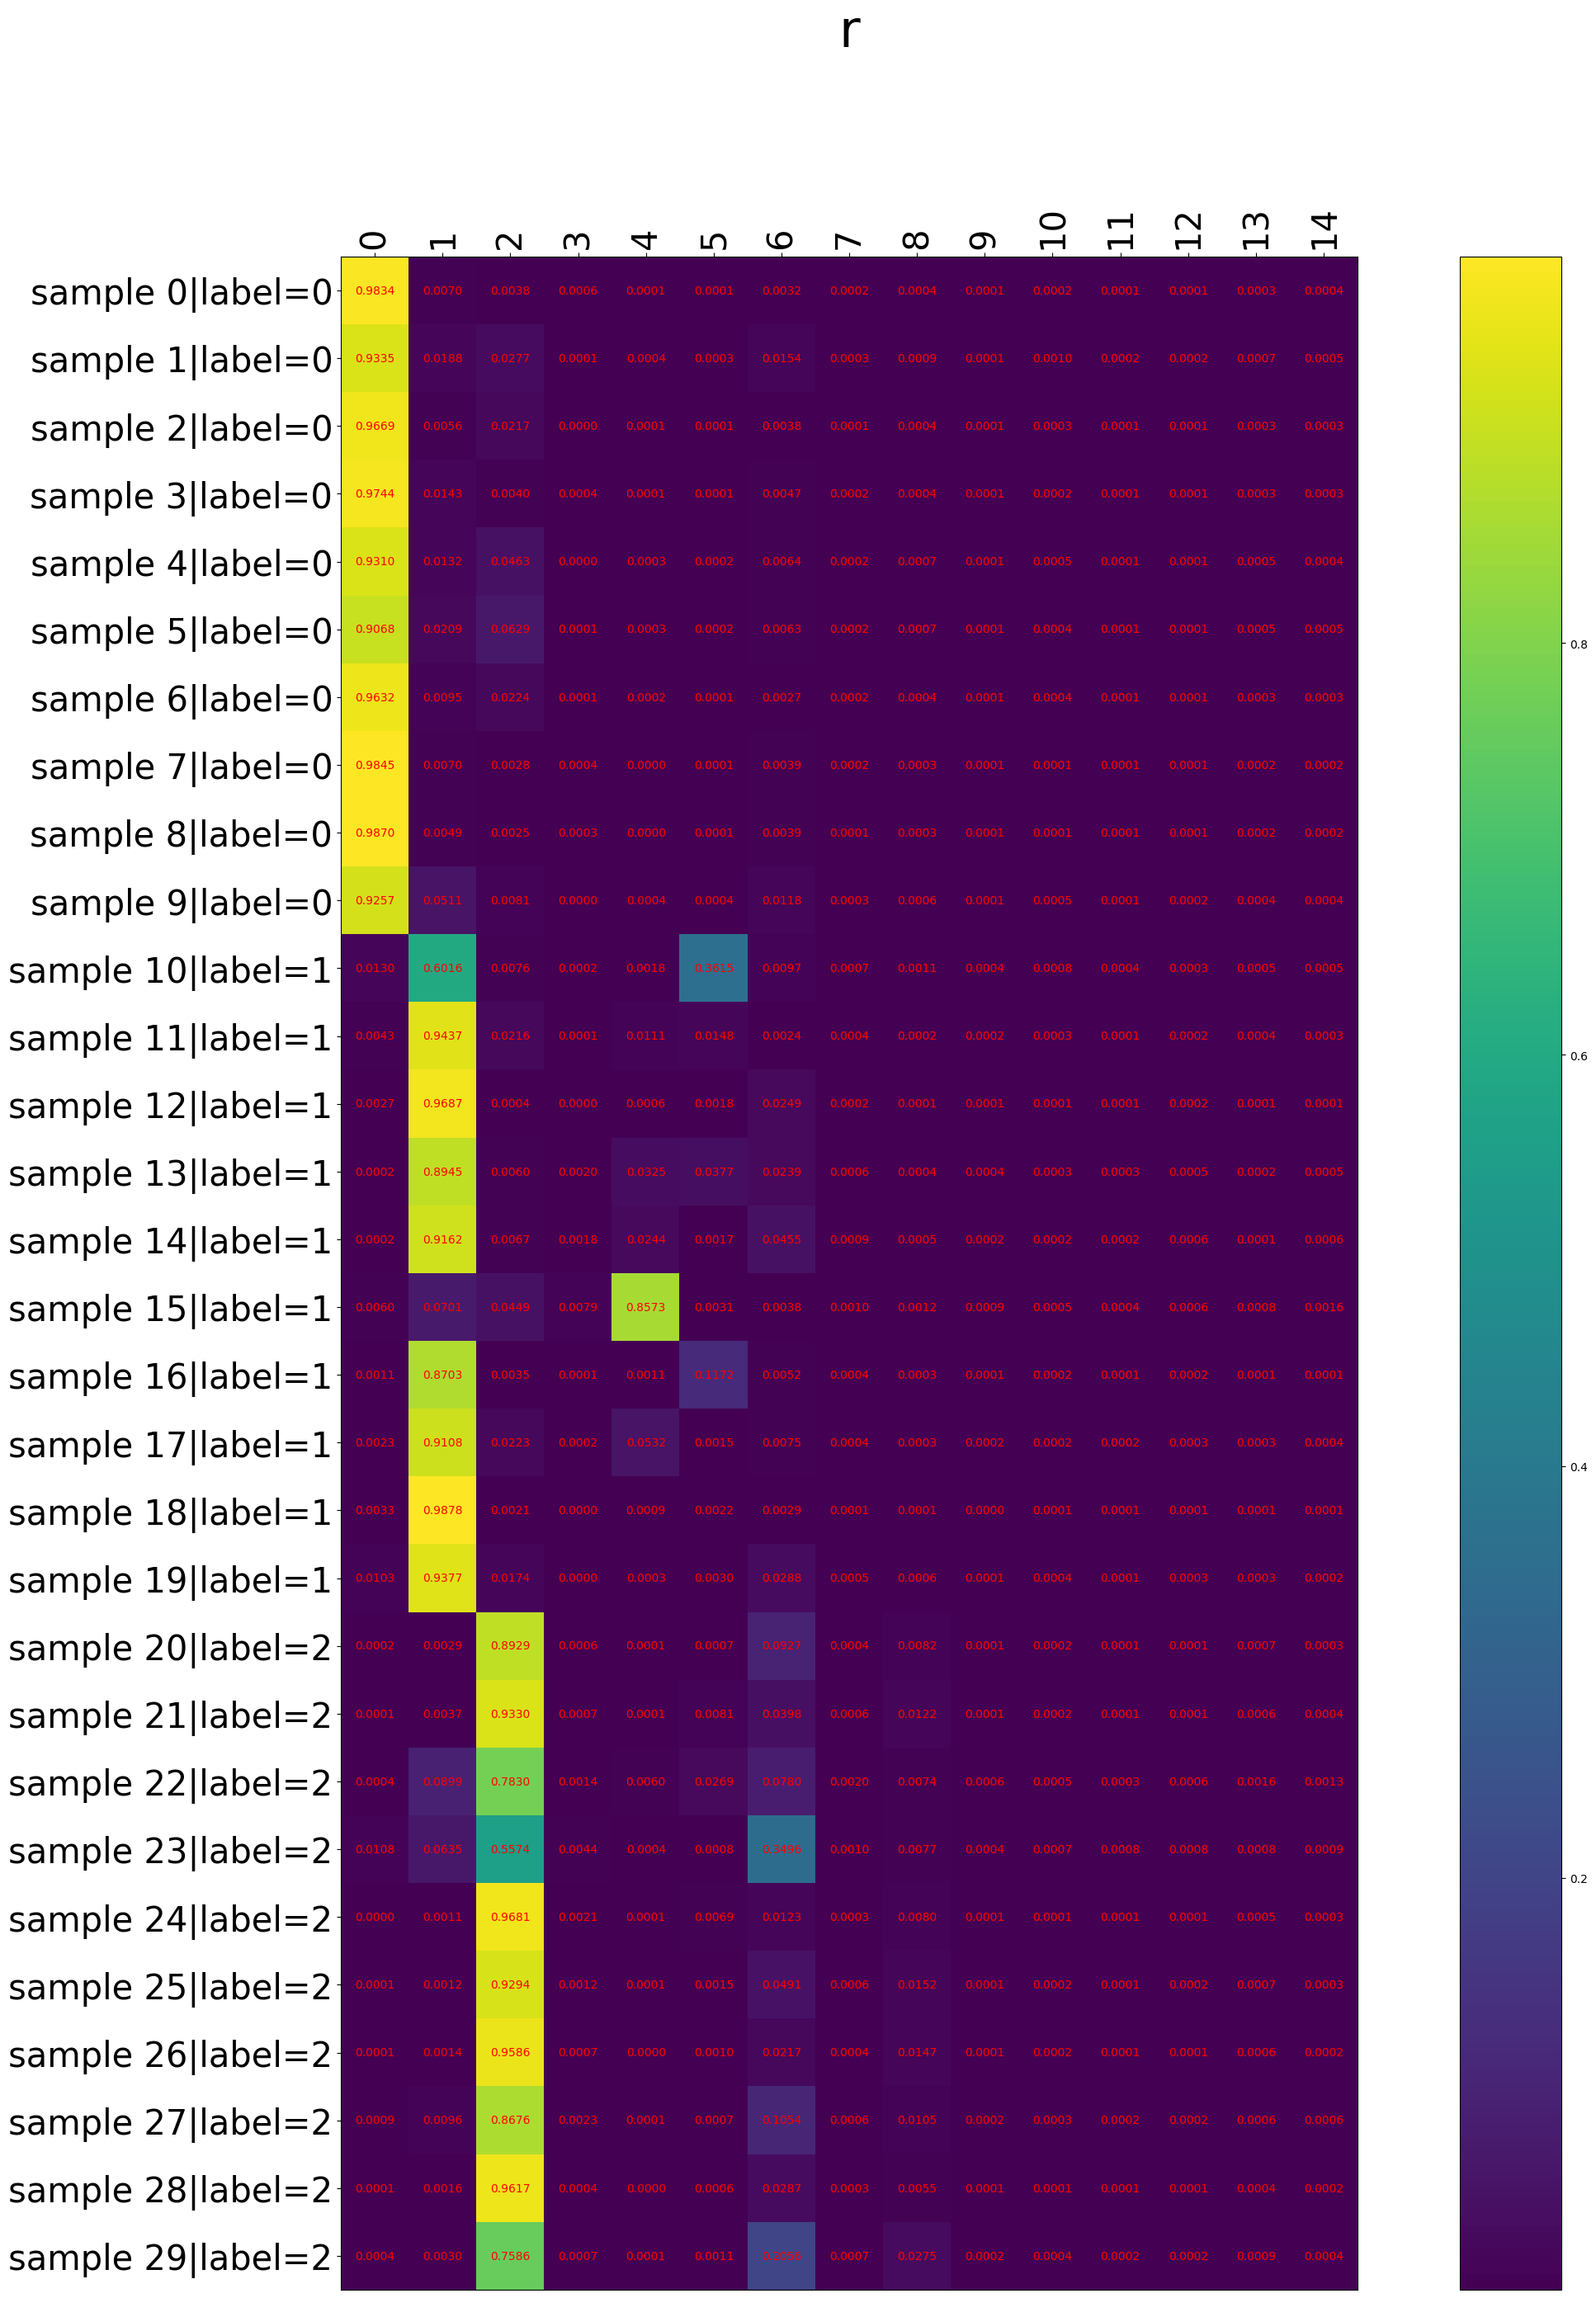 r
0 1 2 3 4 5 6 7 8 9 10 11 12 13 14
sample 0|label=0 0.9834 0.0070 0.0038 0.0006 0.0001 0.0001 0.0032 0.0002 0.0004 0.0001 0.0002 0.0001 0.0001 0.0003 0.0004
sample 1|label=0 0.9335 0.0188 0.0277 0.0001 0.0004 0.0003 0.0154 0.0003 0.0009 0.0001 0.0010 0.0002 0.0002 0.0007 0.0005
sample 2|label=0 0.9669 0.0056 0.0217 0.0000 0.0001 0.0001 0.0038 0.0001 0.0004 0.0001 0.0003 0.0001 0.0001 0.0003 0.0003
sample 3|label=0 0.9744 0.0143 0.0040 0.0004 0.0001 0.0001 0.0047 0.0002 0.0004 0.0001 0.0002 0.0001 0.0001 0.0003 0.0003
sample 4|label=0 0.9310 0.0132 0.0463 0.0000 0.0003 0.0002 0.0064 0.0002 0.0007 0.0001 0.0005 0.0001 0.0001 0.0005 0.0004
sample 5|label=0 0.9068 0.0209 0.0629 0.0001 0.0003 0.0002 0.0063 0.0002 0.0007 0.0001 0.0004 0.0001 0.0001 0.0005 0.0005
0.8
sample 6|label=0 0.9632 0.0095 0.0224 0.0001 0.0002 0.0001 0.0027 0.0002 0.0004 0.0001 0.0004 0.0001 0.0001 0.0003 0.0003
sample 7|label=0 0.9845 0.0070 0.0028 0.0004 0.0000 0.0001 0.0039 0.0002 0.0003 0.0001 0.0001 0.0001 0.0001 0.0002 0.0002
sample 8|label=0 0.9870 0.0049 0.0025 0.0003 0.0000 0.0001 0.0039 0.0001 0.0003 0.0001 0.0001 0.0001 0.0001 0.0002 0.0002
sample 9|label=0 0.9257 0.0511 0.0081 0.0000 0.0004 0.0004 0.0118 0.0003 0.0006 0.0001 0.0005 0.0001 0.0002 0.0004 0.0004
sample 10|label=1 0.0130 0.6016 0.0076 0.0002 0.0018 0.3615 0.0097 0.0007 0.0011 0.0004 0.0008 0.0004 0.0003 0.0005 0.0005
sample 11|label=1 0.0043 0.9437 0.0216 0.0001 0.0111 0.0148 0.0024 0.0004 0.0002 0.0002 0.0003 0.0001 0.0002 0.0004 0.0003
0.6
sample 12|label=1 0.0027 0.9687 0.0004 0.0000 0.0006 0.0018 0.0249 0.0002 0.0001 0.0001 0.0001 0.0001 0.0002 0.0001 0.0001
sample 13|label=1 0.0002 0.8945 0.0060 0.0020 0.0325 0.0377 0.0239 0.0006 0.0004 0.0004 0.0003 0.0003 0.0005 0.0002 0.0005
sample 14|label=1 0.0002 0.9162 0.0067 0.0018 0.0244 0.0017 0.0455 0.0009 0.0005 0.0002 0.0002 0.0002 0.0006 0.0001 0.0006
sample 15|label=1 0.0060 0.0701 0.0449 0.0079 0.8573 0.0031 0.0038 0.0010 0.0012 0.0009 0.0005 0.0004 0.0006 0.0008 0.0016
sample 16|label=1 0.0011 0.8703 0.0035 0.0001 0.0011 0.1172 0.0052 0.0004 0.0003 0.0001 0.0002 0.0001 0.0002 0.0001 0.0001
sample 17|label=1 0.0023 0.9108 0.0223 0.0002 0.0532 0.0015 0.0075 0.0004 0.0003 0.0002 0.0002 0.0002 0.0003 0.0003 0.0004
0.4
sample 18|label=1 0.0033 0.9878 0.0021 0.0000 0.0009 0.0022 0.0029 0.0001 0.0001 0.0000 0.0001 0.0001 0.0001 0.0001 0.0001
sample 19|label=1 0.0103 0.9377 0.0174 0.0000 0.0003 0.0030 0.0288 0.0005 0.0006 0.0001 0.0004 0.0001 0.0003 0.0003 0.0002
sample 20|label=2 0.0002 0.0029 0.8929 0.0006 0.0001 0.0007 0.0927 0.0004 0.0082 0.0001 0.0002 0.0001 0.0001 0.0007 0.0003
sample 21|label=2 0.0001 0.0037 0.9330 0.0007 0.0001 0.0081 0.0398 0.0006 0.0122 0.0001 0.0002 0.0001 0.0001 0.0006 0.0004
sample 22|label=2 0.0004 0.0899 0.7830 0.0014 0.0060 0.0269 0.0780 0.0020 0.0074 0.0006 0.0005 0.0003 0.0006 0.0016 0.0013
sample 23|label=2 0.0108 0.0635 0.5574 0.0044 0.0004 0.0008 0.3496 0.0010 0.0077 0.0004 0.0007 0.0008 0.0008 0.0008 0.0009
0.2
sample 24|label=2 0.0000 0.0011 0.9681 0.0021 0.0001 0.0069 0.0123 0.0003 0.0080 0.0001 0.0001 0.0001 0.0001 0.0005 0.0003
sample 25|label=2 0.0001 0.0012 0.9294 0.0012 0.0001 0.0015 0.0491 0.0006 0.0152 0.0001 0.0002 0.0001 0.0002 0.0007 0.0003
sample 26|label=2 0.0001 0.0014 0.9586 0.0007 0.0000 0.0010 0.0217 0.0004 0.0147 0.0001 0.0002 0.0001 0.0001 0.0006 0.0002
sample 27|label=2 0.0009 0.0096 0.8676 0.0023 0.0001 0.0007 0.1054 0.0006 0.0105 0.0002 0.0003 0.0002 0.0002 0.0006 0.0006
sample 28|label=2 0.0001 0.0016 0.9617 0.0004 0.0000 0.0006 0.0287 0.0003 0.0055 0.0001 0.0001 0.0001 0.0001 0.0004 0.0002
sample 29|label=2 0.0004 0.0030 0.7586 0.0007 0.0001 0.0011 0.0007 0.0275 0.0002 0.0004 0.0002 0.0002 0.0009 0.0004